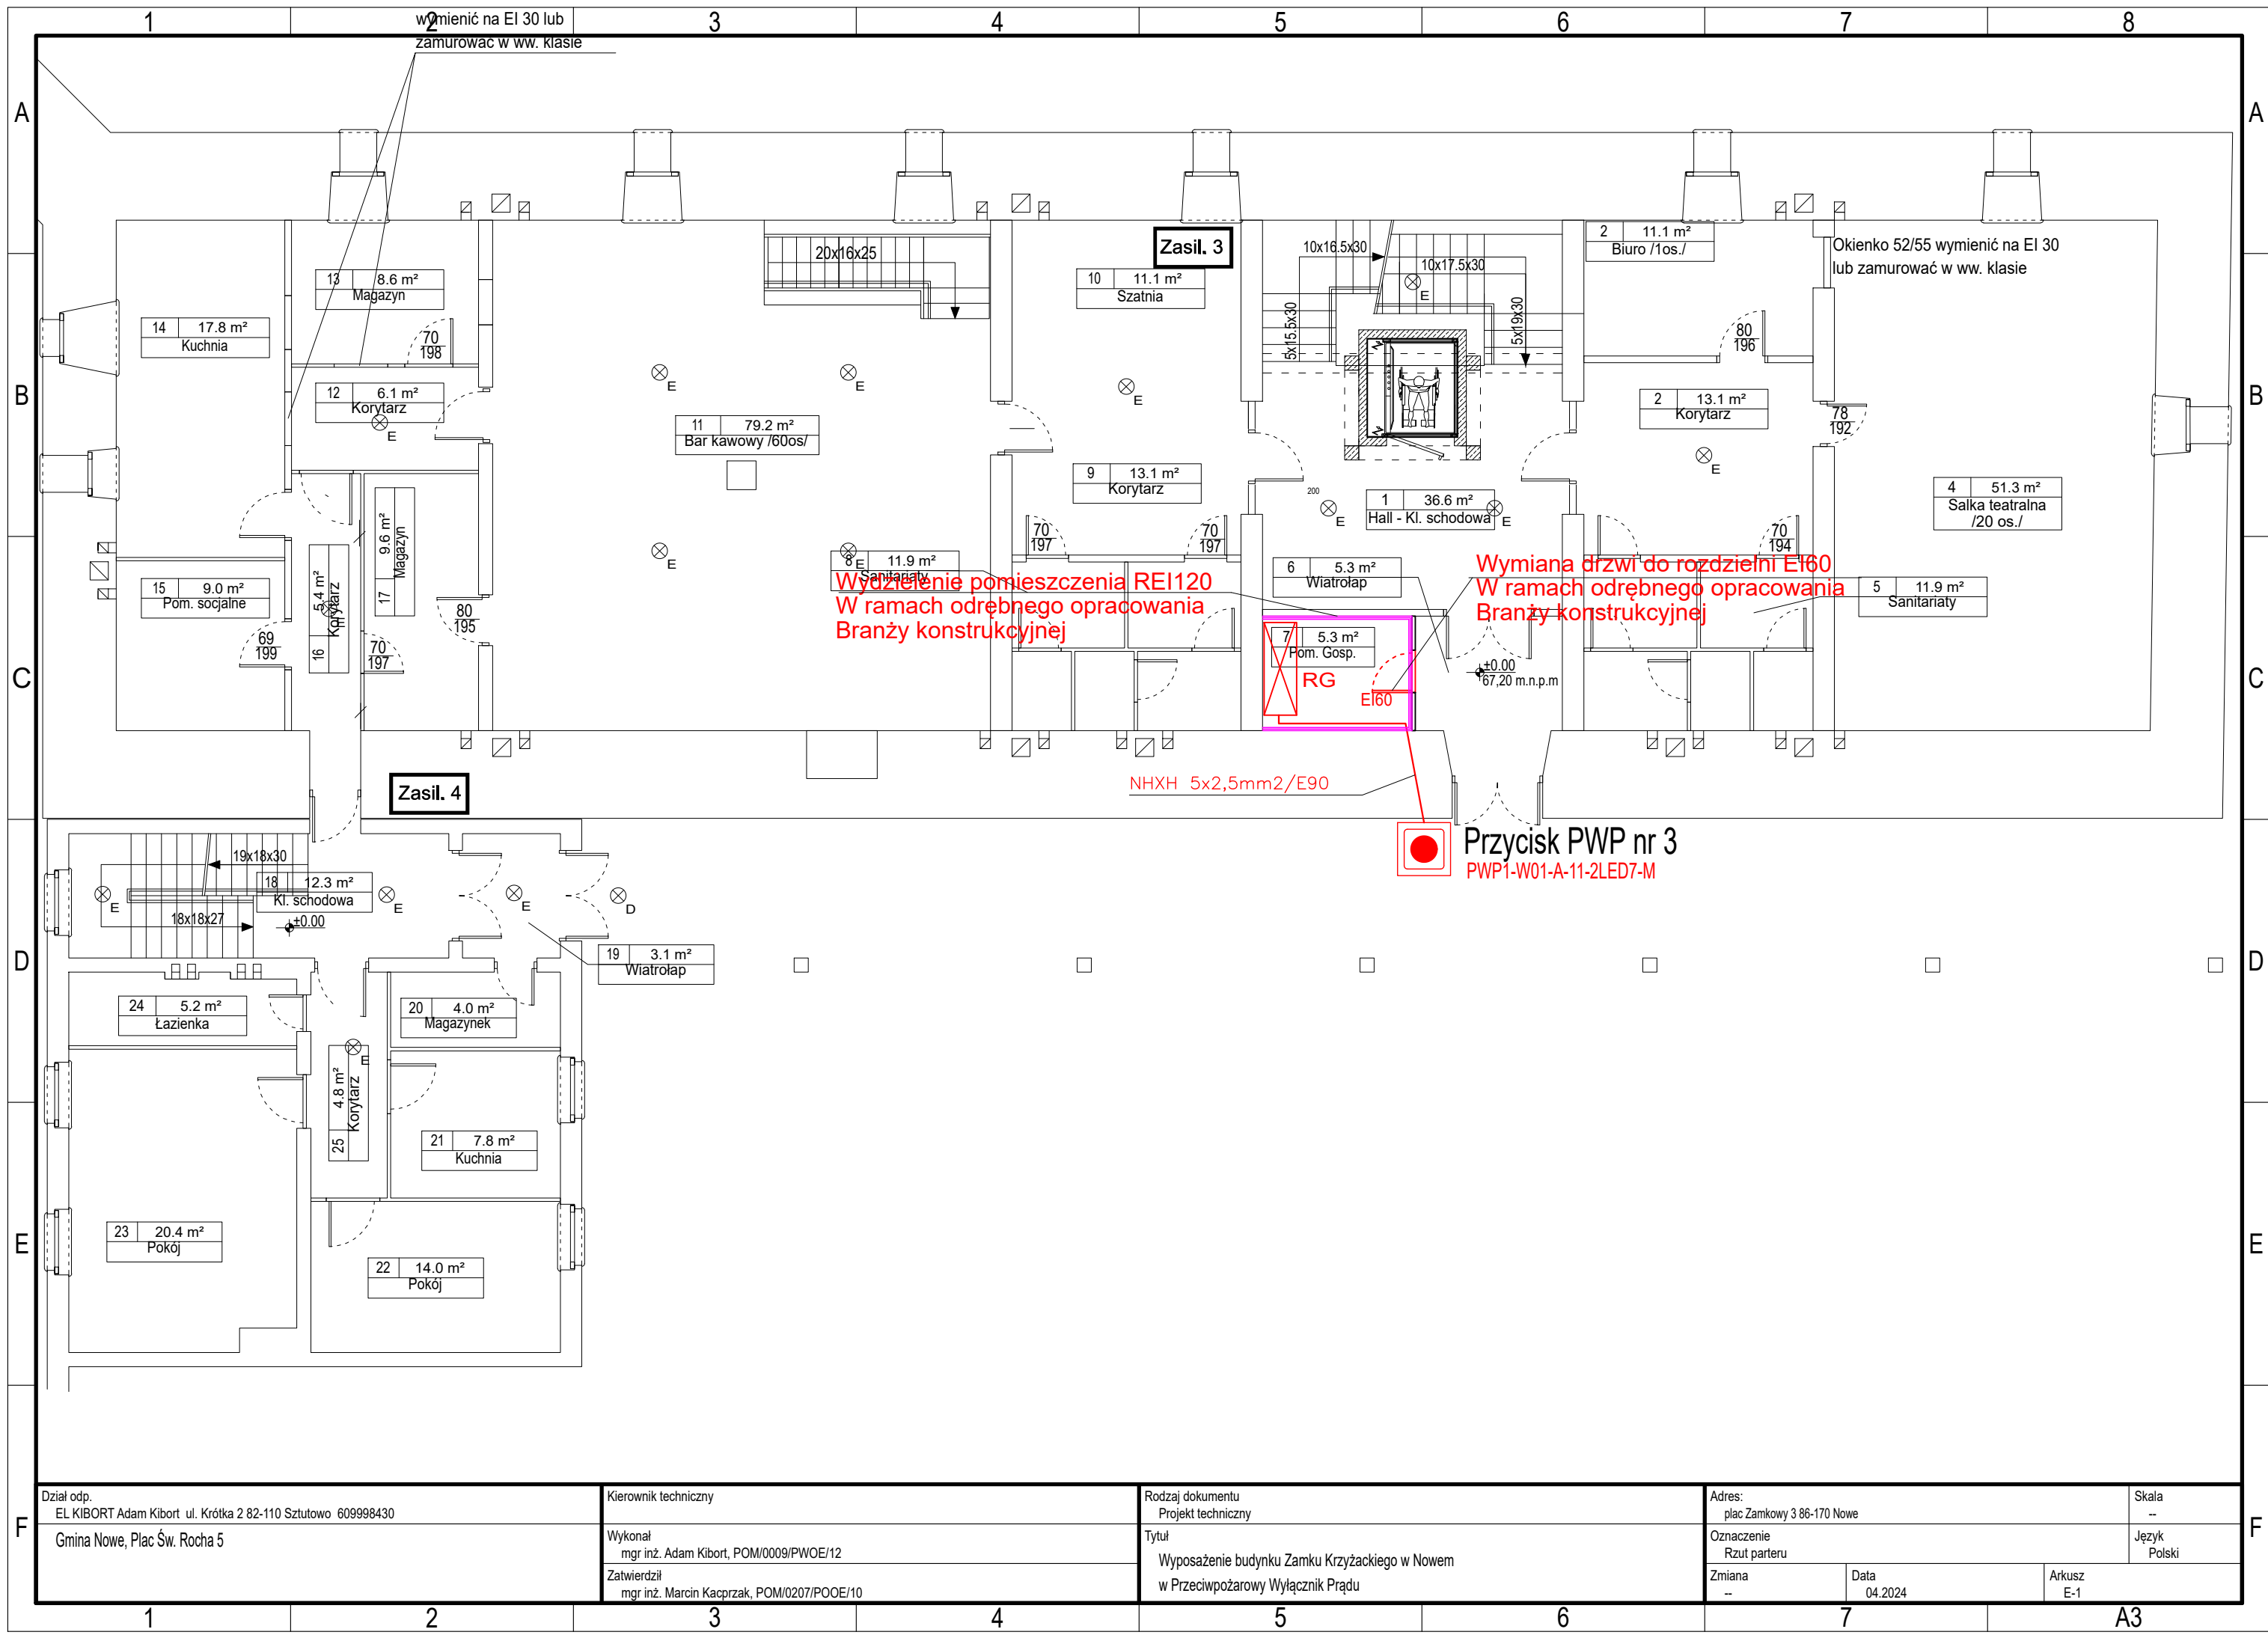 1 2 3 4 5 6 7 8
wymienić na EI 30 lub
zamurować w ww. klasie
A A
Zasil. 3
20x16x25
10x16.5x30
10x17.5x30
5x15.5x30
5x19x30
E
2 11.1 m²
Biuro /1os./
Okienko 52/55 wymienić na EI 30
lub zamurować w ww. klasie
13 8.6 m²
Magazyn
10 11.1 m²
Szatnia
14 17.8 m²
Kuchnia
70
198
80
196
B B
12 6.1 m²
Korytarz
E
E
E
E
11 79.2 m²
Bar kawowy /60os/
2 13.1 m²
Korytarz
E
78
192
9 13.1 m²
Korytarz
200
1 36.6 m²
Hall - Kl. schodowa
E
E
4 51.3 m²
Salka teatralna
/20 os./
9.6 m²
17 Magazyn
70
197
70
197
70
194
E
E
8 11.9 m²
Sanitariaty
6 5.3 m²
Wiatrołap
5 11.9 m²
Sanitariaty
Wydzielenie pomieszczenia REI120
W ramach odrębnego opracowania
Branży konstrukcyjnej
Wymiana drzwi do rozdzielni EI60
W ramach odrębnego opracowania
Branży konstrukcyjnej
15 9.0 m²
Pom. socjalne
5.4 m²
16 Korytarz
E
80
195
69
199
70
197
7 5.3 m²
Pom. Gosp.
RG
EI60
±0.00
67,20 m.n.p.m
C C
Zasil. 4
NHXH 5x2,5mm2/E90
Przycisk PWP nr 3
PWP1-W01-A-11-2LED7-M
19x18x30
18 12.3 m²
Kl. schodowa
18x18x27
±0.00
E
E
E
D
19 3.1 m²
Wiatrołap
D D
24 5.2 m²
Łazienka
20 4.0 m²
Magazynek
E
4.8 m²
25 Korytarz
21 7.8 m²
Kuchnia
23 20.4 m²
Pokój
22 14.0 m²
Pokój
E E
Dział odp.
EL KIBORT Adam Kibort ul. Krótka 2 82-110 Sztutowo 609998430
Gmina Nowe, Plac Św. Rocha 5
Kierownik techniczny
Wykonał
mgr inż. Adam Kibort, POM/0009/PWOE/12
Zatwierdził
mgr inż. Marcin Kacprzak, POM/0207/POOE/10
Rodzaj dokumentu
Projekt techniczny
Tytuł
Wyposażenie budynku Zamku Krzyżackiego w Nowem
w Przeciwpożarowy Wyłącznik Prądu
Adres:
plac Zamkowy 3 86-170 Nowe
Skala
--
Oznaczenie
Rzut parteru
Język
Polski
Zmiana
--
Data
04.2024
Arkusz
E-1
F F
1 2 3 4 5 6 7 A3